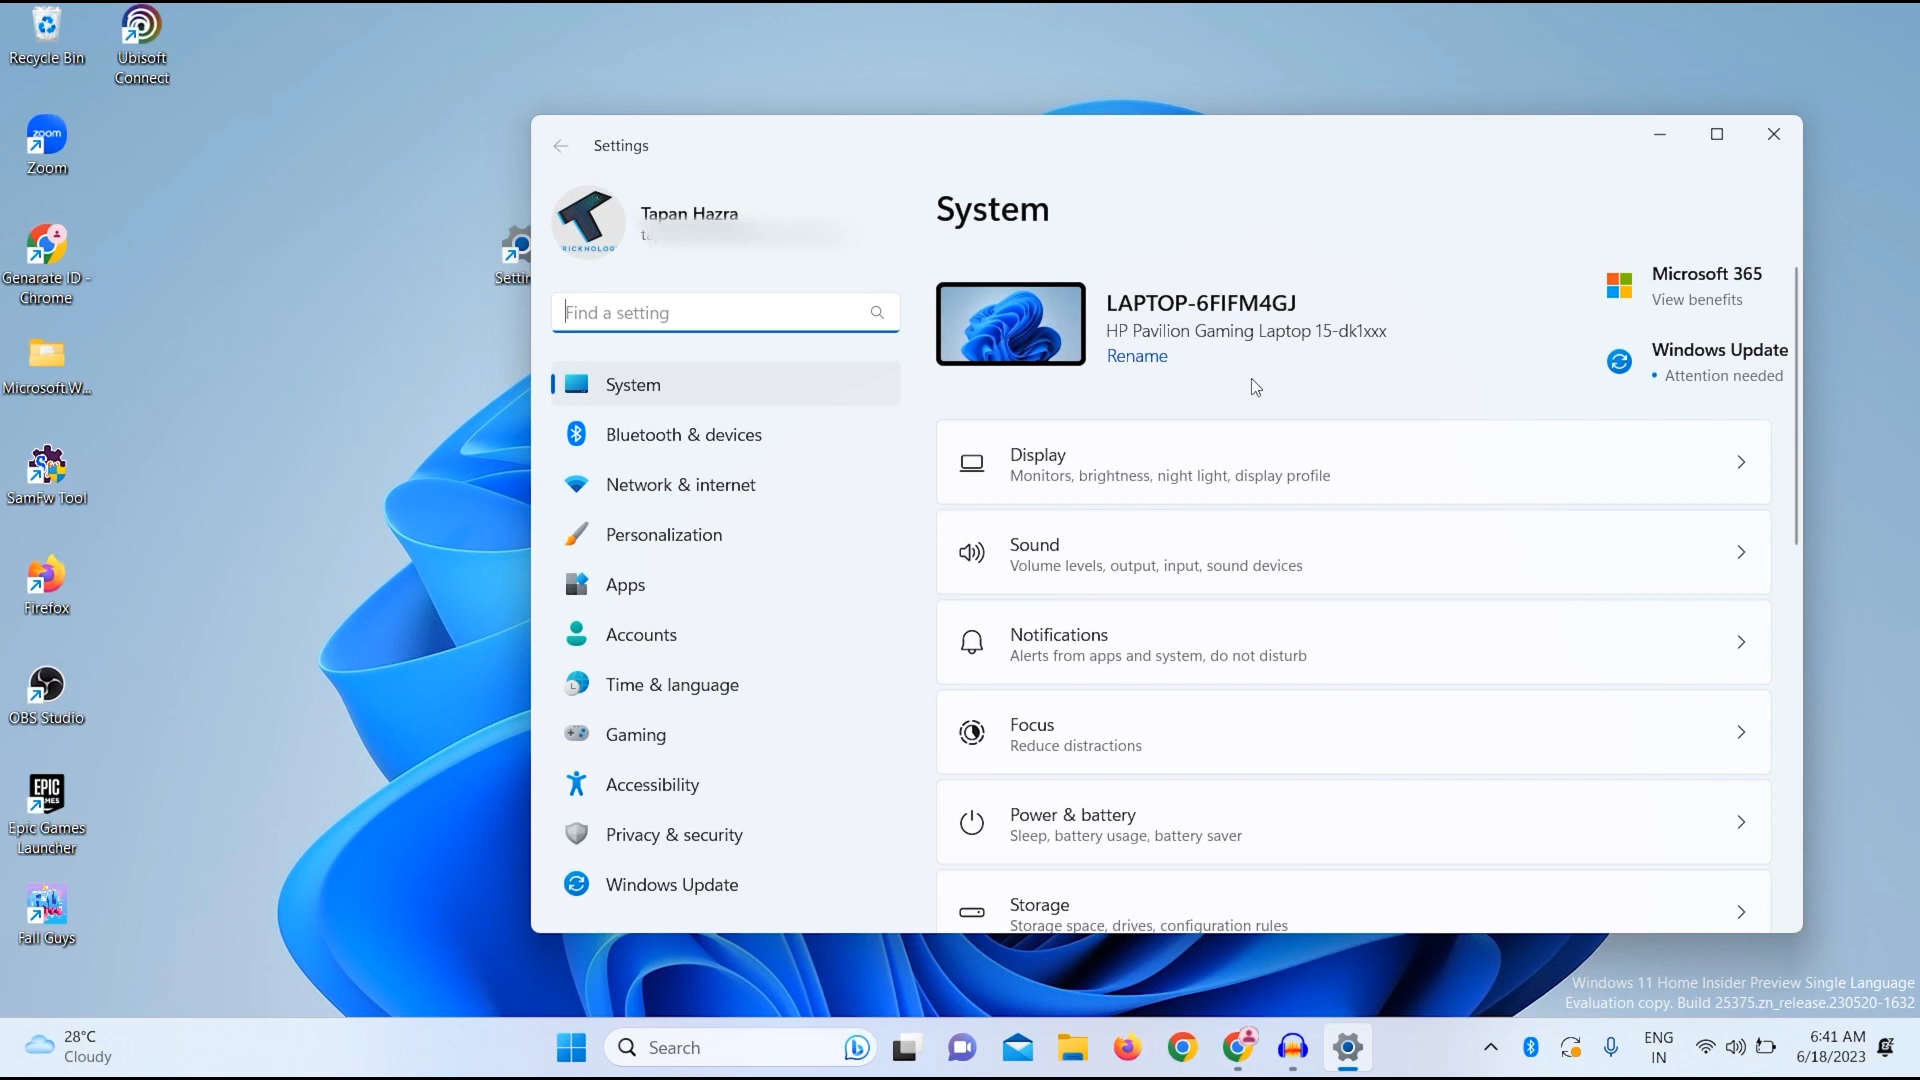 Recycle Bin
Ubisoft
Connect
zoom
Zoom
Genarate ID -
Chrome
Microsoft.W...
SamFw Tool
Firefox
OBS Studio
EPIC
Epic Games
Launcher
Fall Guys
Settings
Tapan Hazra
Find a setting
System
Bluetooth & devices
Network & internet
Personalization
Apps
Accounts
Time & language
Gaming
Accessibility
Privacy & security
Windows Update
System
LAPTOP-6FIFM4GJ
HP Pavilion Gaming Laptop 15-dk1xxx
Rename
Microsoft 365
View benefits
Windows Update
• Attention needed
Display
Monitors, brightness, night light, display profile
Sound
Volume levels, output, input, sound devices
Notifications
Alerts from apps and system, do not disturb
Focus
Reduce distractions
Power & battery
Sleep, battery usage, battery saver
Storage
Storage space, drives, configuration rules
Windows 11 Home Insider Preview Single Language
Evaluation copy. Build 25375.zn_release.230520-1632
28°C
Cloudy
Search
ENG
IN
6:41 AM
6/18/2023